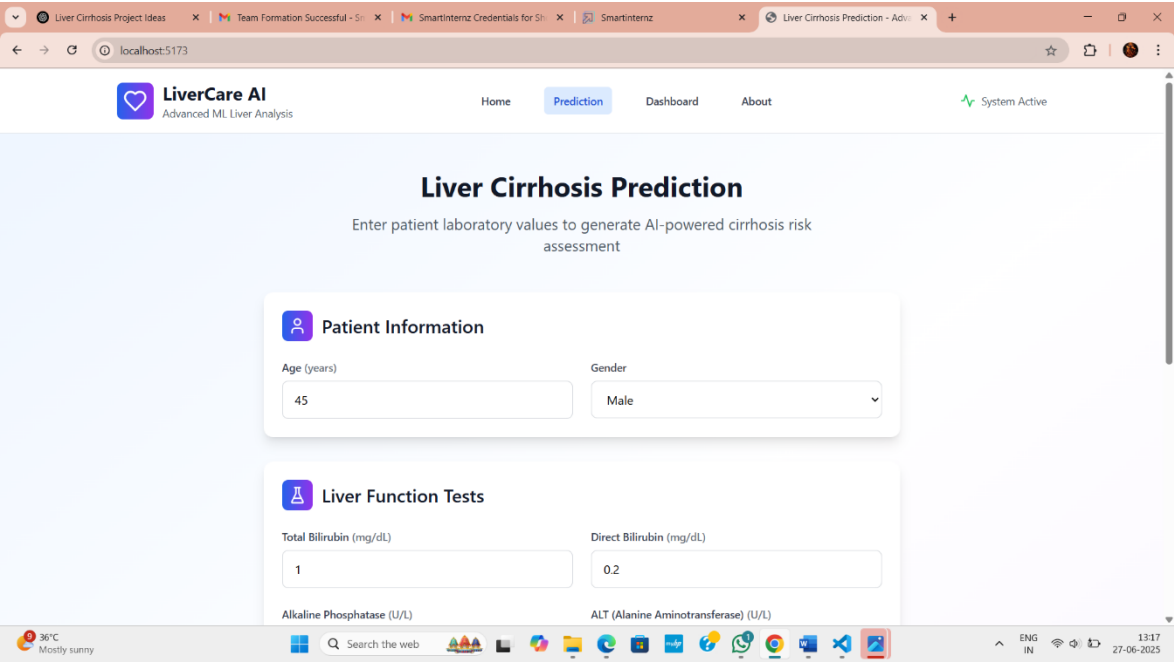 Liver Cirrhosis Project Ideas
Team Formation Successful - Sm
SmartInternz Credentials for Sh
Smartinternz
Liver Cirrhosis Prediction - Adva
localhost:5173
LiverCare AI
Advanced ML Liver Analysis
Home
Prediction
Dashboard
About
System Active
Liver Cirrhosis Prediction
Enter patient laboratory values to generate AI-powered cirrhosis risk
assessment
Patient Information
Age (years)
Gender
45
Male
Liver Function Tests
Total Bilirubin (mg/dL)
Direct Bilirubin (mg/dL)
1
0.2
Alkaline Phosphatase (U/L)
ALT (Alanine Aminotransferase) (U/L)
9
36°C
Mostly sunny
Search the web
1
ENG
IN
13:17
27-06-2025